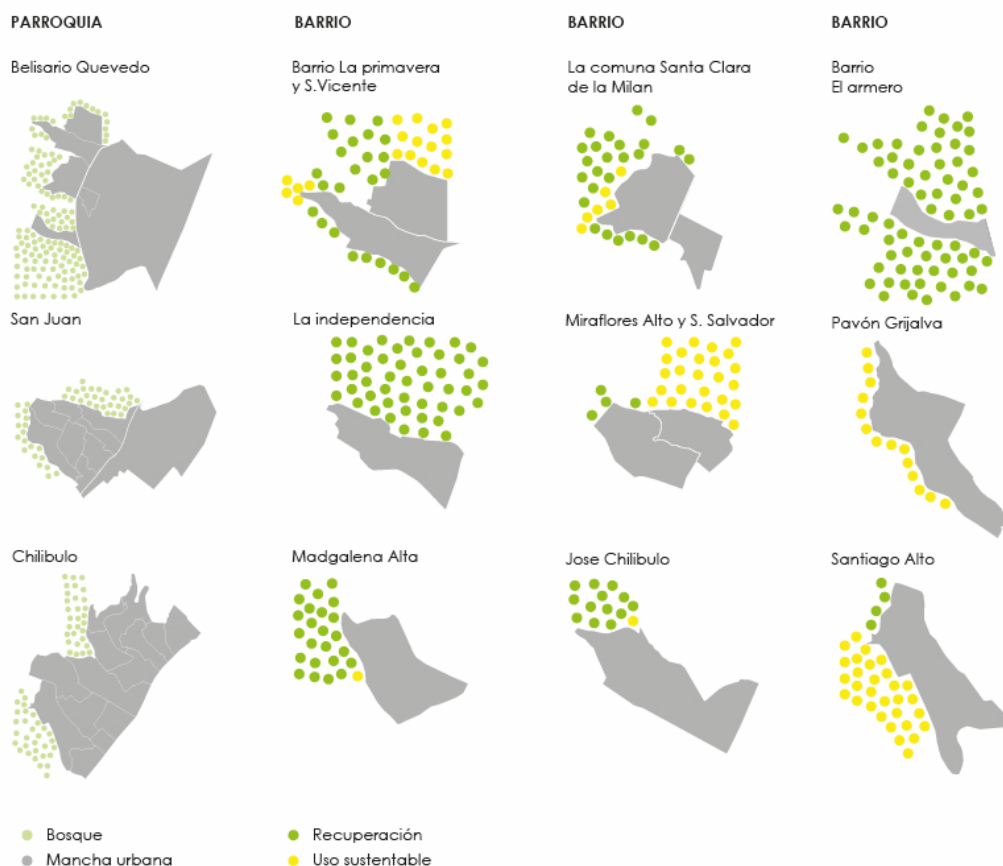 PARROQUIA
BARRIO
BARRIO
BARRIO
Belisario Quevedo
Barrio La primavera
y S.Vicente
La comuna Santa Clara
de la Milan
Barrio
El armero
San Juan
La independencia
Miraflores Alto y S. Salvador
Pavón Grijalva
Chilibulo
Madgalena Alta
Jose Chilibulo
Santiago Alto
Bosque
Mancha urbana
Recuperación
Uso sustentable